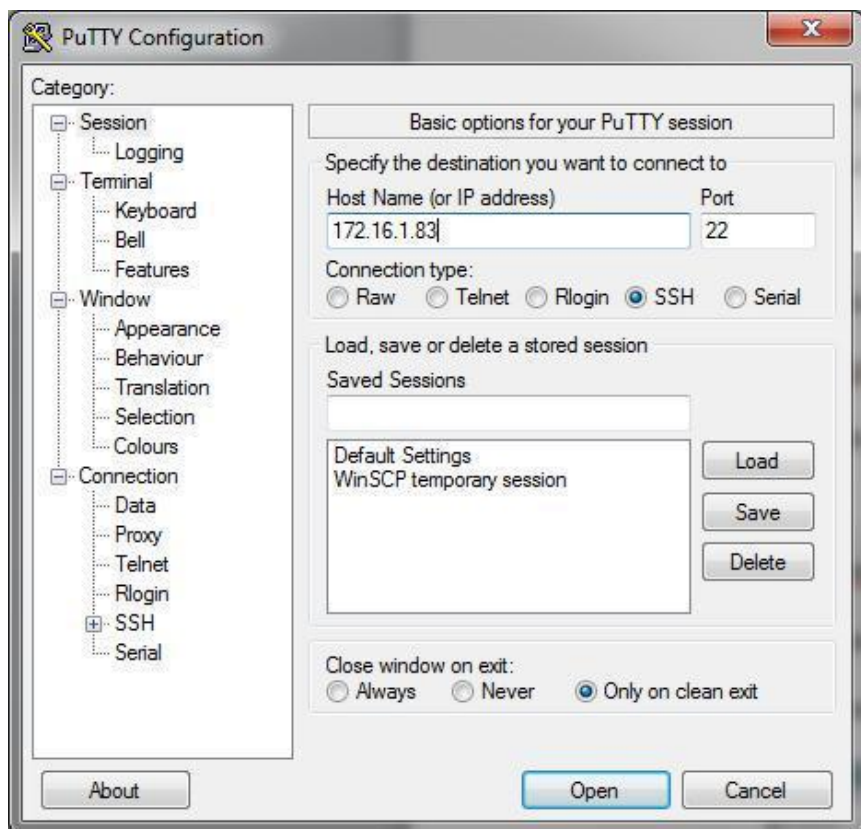 PuTTY Configuration
Category:
Session
Logging
Terminal
Keyboard
Bell
Features
Window
Appearance
Behaviour
Translation
Selection
Colours
Connection
Data
Proxy
Telnet
Rlogin
SSH
Serial
Basic options for your PuTTY session
Specify the destination you want to connect to
Host Name (or IP address) Port
172.16.1.83 22
Connection type:
Raw Telnet Rlogin SSH Serial
Load, save or delete a stored session
Saved Sessions
Default Settings
WinSCP temporary session
Load
Save
Delete
Close window on exit:
Always Never Only on clean exit
About Open Cancel